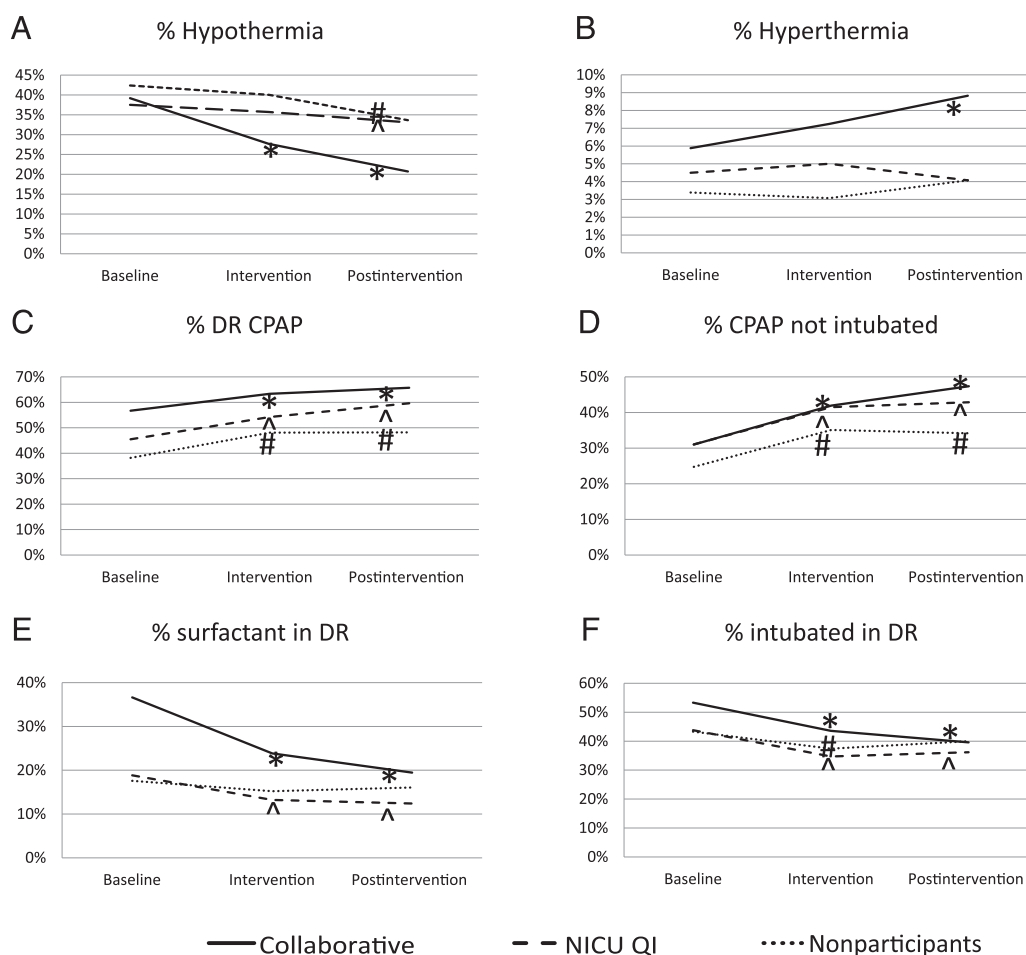 A
% Hypothermia
45%
40%
35%
30%
25%
20%
15%
10%
5%
0%
#
^
*
*
Baseline
Intervention
Postintervention
B
% Hyperthermia
10%
9%
8%
7%
6%
5%
4%
3%
2%
1%
0%
*
Baseline
Intervention
Postintervention
C
% DR CPAP
70%
60%
50%
40%
30%
20%
10%
0%
*
*
^
^
#
#
Baseline
Intervention
Postintervention
D
% CPAP not intubated
50%
40%
30%
20%
10%
0%
*
*
^
^
#
#
Baseline
Intervention
Postintervention
E
% surfactant in DR
40%
30%
20%
10%
0%
*
*
^
^
Baseline
Intervention
Postintervention
F
% intubated in DR
60%
50%
40%
30%
20%
10%
0%
*
*
#
^
^
Baseline
Intervention
Postintervention
Collaborative
NICU QI
Nonparticipants